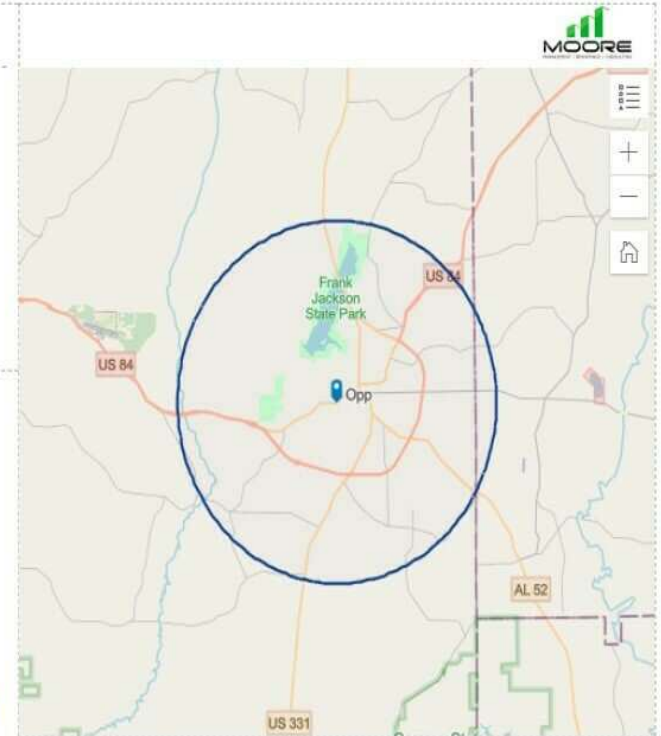 MOORE
US 84
Frank
Jackson
State Park
US 84
Opp
AL 52
US 331